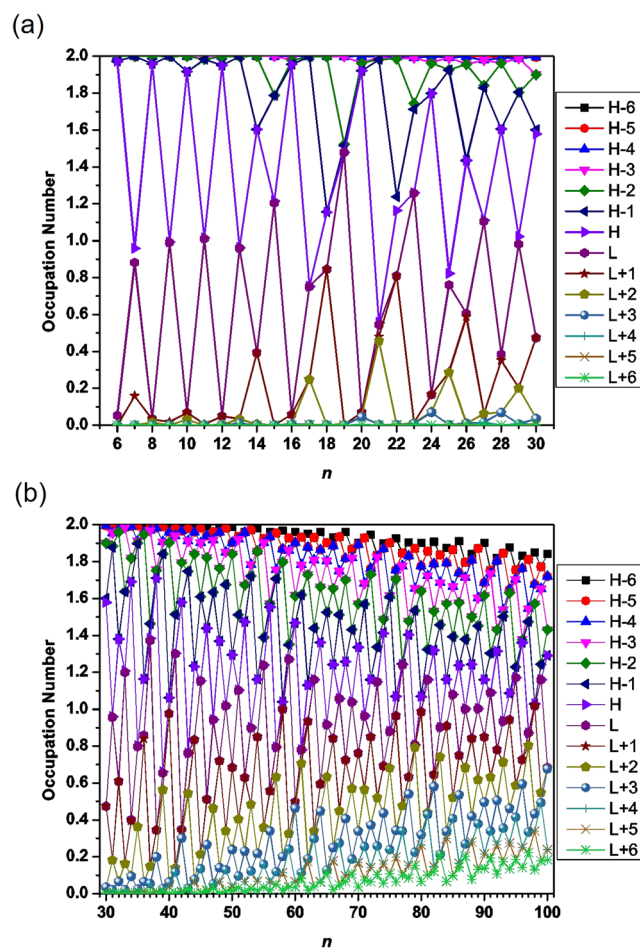 (a)
Occupation Number
2.0
1.8
1.6
1.4
1.2
1.0
0.8
0.6
0.4
0.2
0.0
6 8 10 12 14 16 18 20 22 24 26 28 30
n
H-6
H-5
H-4
H-3
H-2
H-1
H
L
L+1
L+2
L+3
L+4
L+5
L+6
(b)
Occupation Number
2.0
1.8
1.6
1.4
1.2
1.0
0.8
0.6
0.4
0.2
0.0
30 40 50 60 70 80 90 100
n
H-6
H-5
H-4
H-3
H-2
H-1
H
L
L+1
L+2
L+3
L+4
L+5
L+6